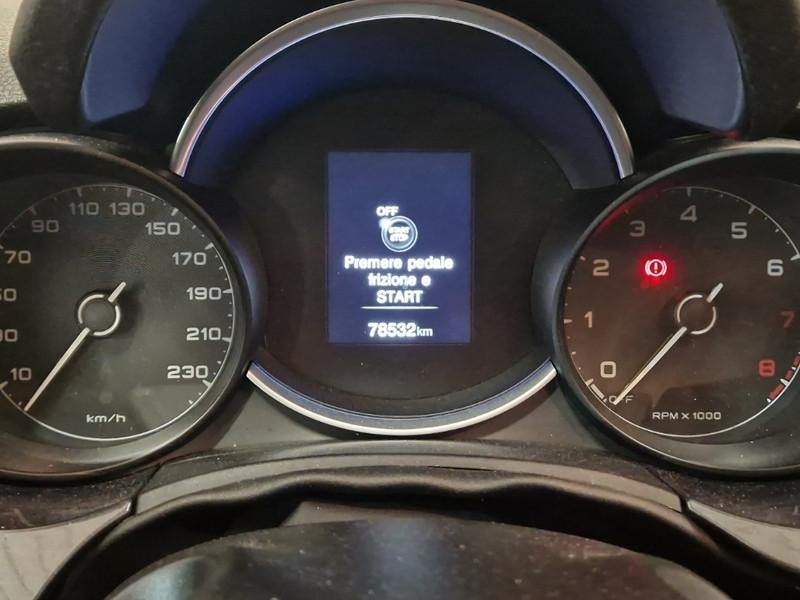 10
70
90
110
130
150
170
190
210
230
km/h
OFF
START
STOP
Premere pedale
frizione e
START
78532km
0
1
2
3
4
5
6
7
8
OFF
RPM x 1000